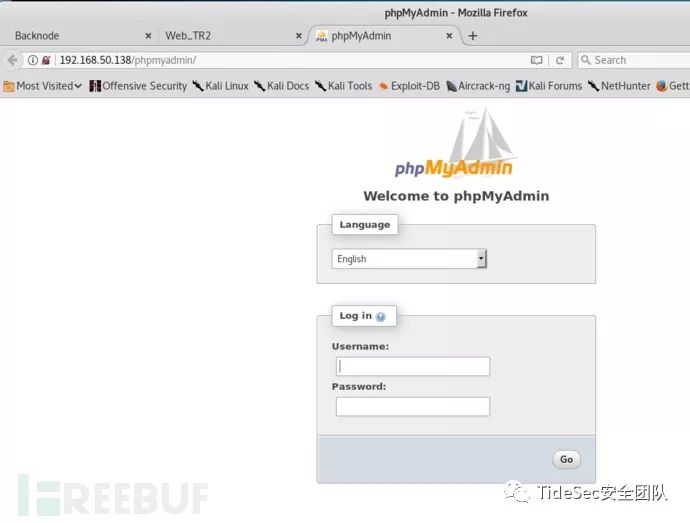 phpMyAdmin - Mozilla Firefox
Backnode
Web_TR2
phpMyAdmin
192.168.50.138/phpmyadmin/
Search
Most Visited
Offensive Security
Kali Linux
Kali Docs
Kali Tools
Exploit-DB
Aircrack-ng
Kali Forums
NetHunter
Gett
phpMyAdmin
Welcome to phpMyAdmin
Language
English
Log in
Username:
Password:
Go
FREEBUF
TideSec安全团队